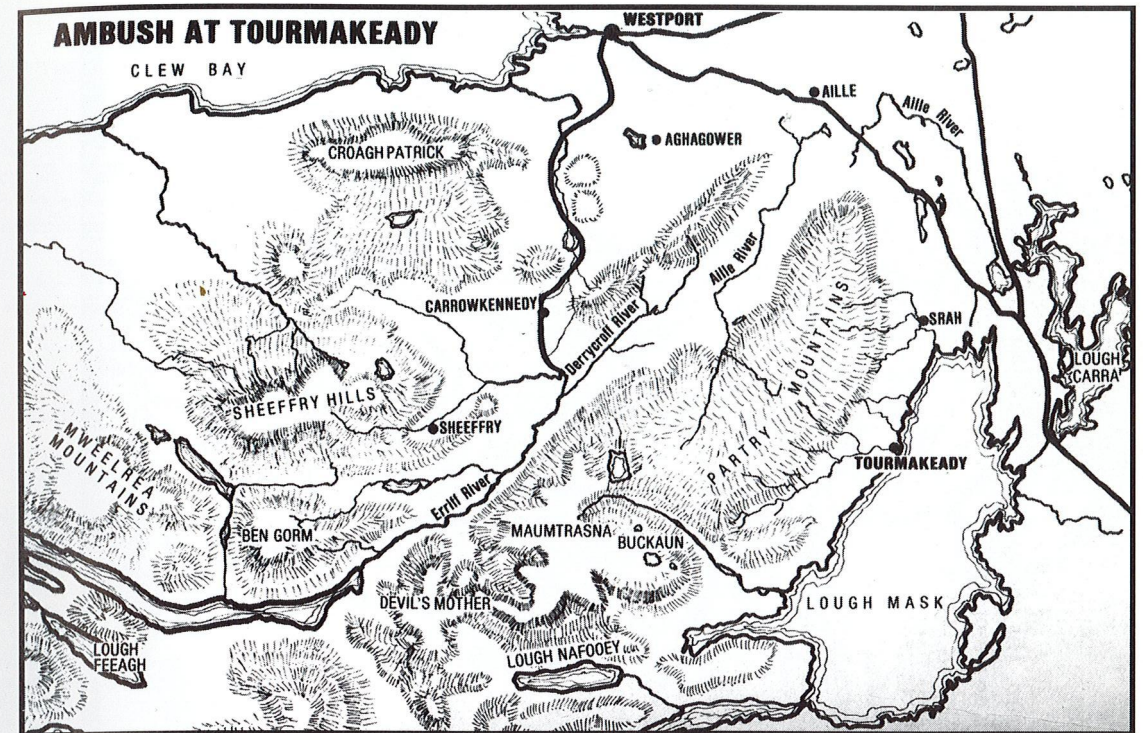 AMBUSH AT TOURMAKEADY
WESTPORT
CLEW BAY
AILLE
Aille River
AGHAGOWER
CROAGH PATRICK
Aille River
CARROWKENNEDY
Derrycroff River
SRAH
PARTRY MOUNTAINS
LOUGH
CARRA
SHEEFFRY HILLS
SHEEFFRY
MWEELREA
MOUNTAINS
TOURMAKEADY
Erriff River
BEN GORM
MAUMTRASNA
BUCKAUN
DEVIL'S MOTHER
LOUGH MASK
LOUGH
FEEAGH
LOUGH NAFOOEY